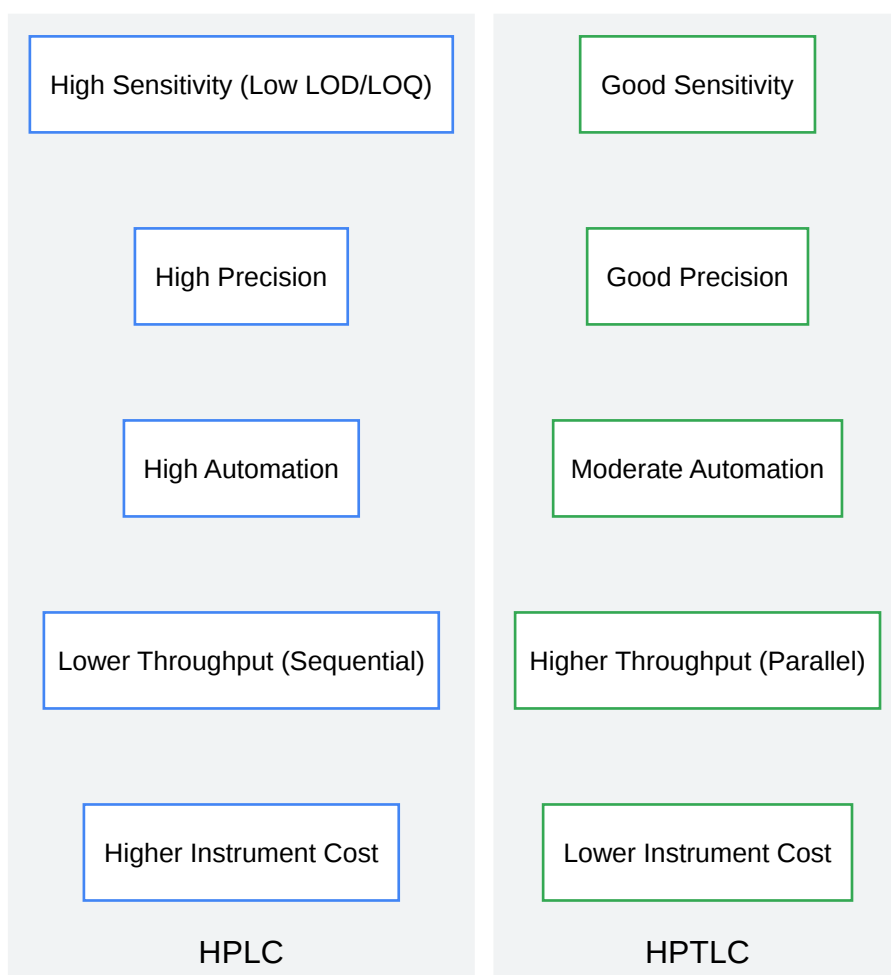 High Sensitivity (Low LOD/LOQ)
Good Sensitivity
High Precision
Good Precision
High Automation
Moderate Automation
Lower Throughput (Sequential)
Higher Throughput (Parallel)
Higher Instrument Cost
Lower Instrument Cost
HPLC
HPTLC